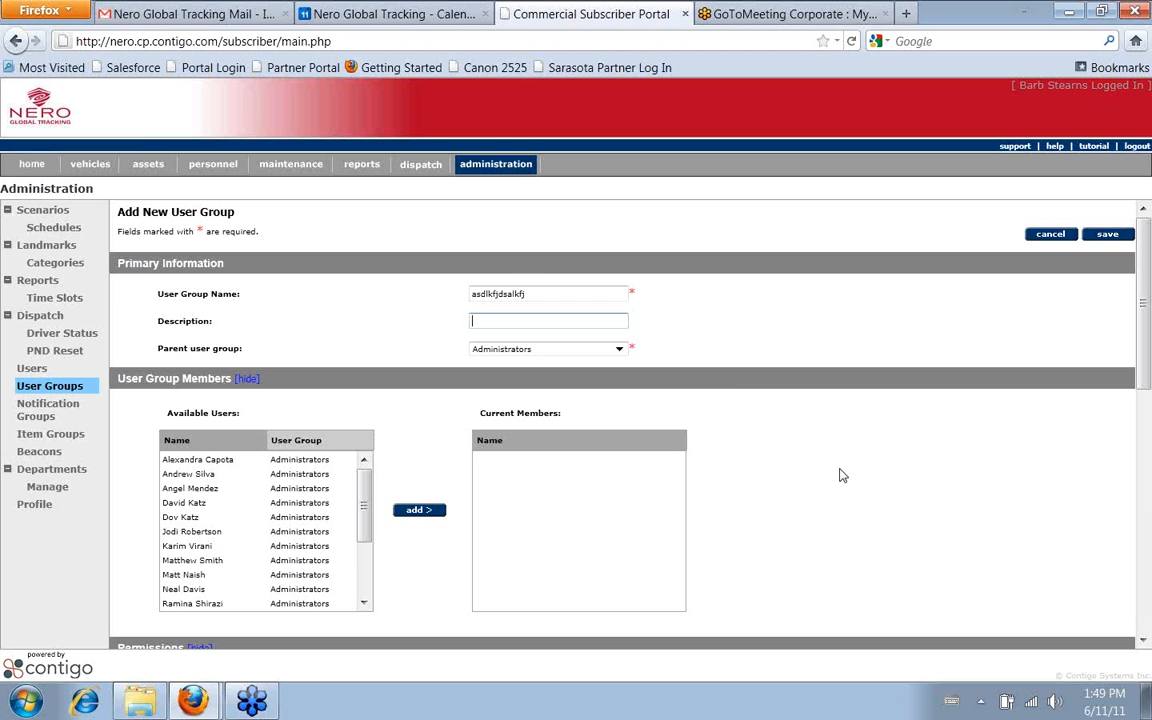 Firefox
Nero Global Tracking Mail - I...
11 Nero Global Tracking - Calen...
Commercial Subscriber Portal
GoToMeeting Corporate : My...
http://nero.cp.contigo.com/subscriber/main.php
Google
Most Visited
Salesforce
Portal Login
Partner Portal
Getting Started
Canon 2525
Sarasota Partner Log In
Bookmarks
[ Barb Stearns Logged In ]
NERO
GLOBAL TRACKING
support | help | tutorial | logout
home
vehicles
assets
personnel
maintenance
reports
dispatch
administration
Administration
Scenarios
Schedules
Landmarks
Categories
Reports
Time Slots
Dispatch
Driver Status
PND Reset
Users
User Groups
Notification
Groups
Item Groups
Beacons
Departments
Manage
Profile
Add New User Group
Fields marked with * are required.
cancel
save
Primary Information
User Group Name:
asdlkfjdsalkfj
*
Description:
Parent user group:
Administrators
*
User Group Members [hide]
Available Users:
Current Members:
Name User Group
Alexandra Capota Administrators
Andrew Silva Administrators
Angel Mendez Administrators
David Katz Administrators
Dov Katz Administrators
Jodi Robertson Administrators
Karim Virani Administrators
Matthew Smith Administrators
Matt Naish Administrators
Neal Davis Administrators
Ramina Shirazi Administrators
add >
Name
Permissions [hide]
powered by
contigo
© Contigo Systems Inc.
1:49 PM
6/11/11